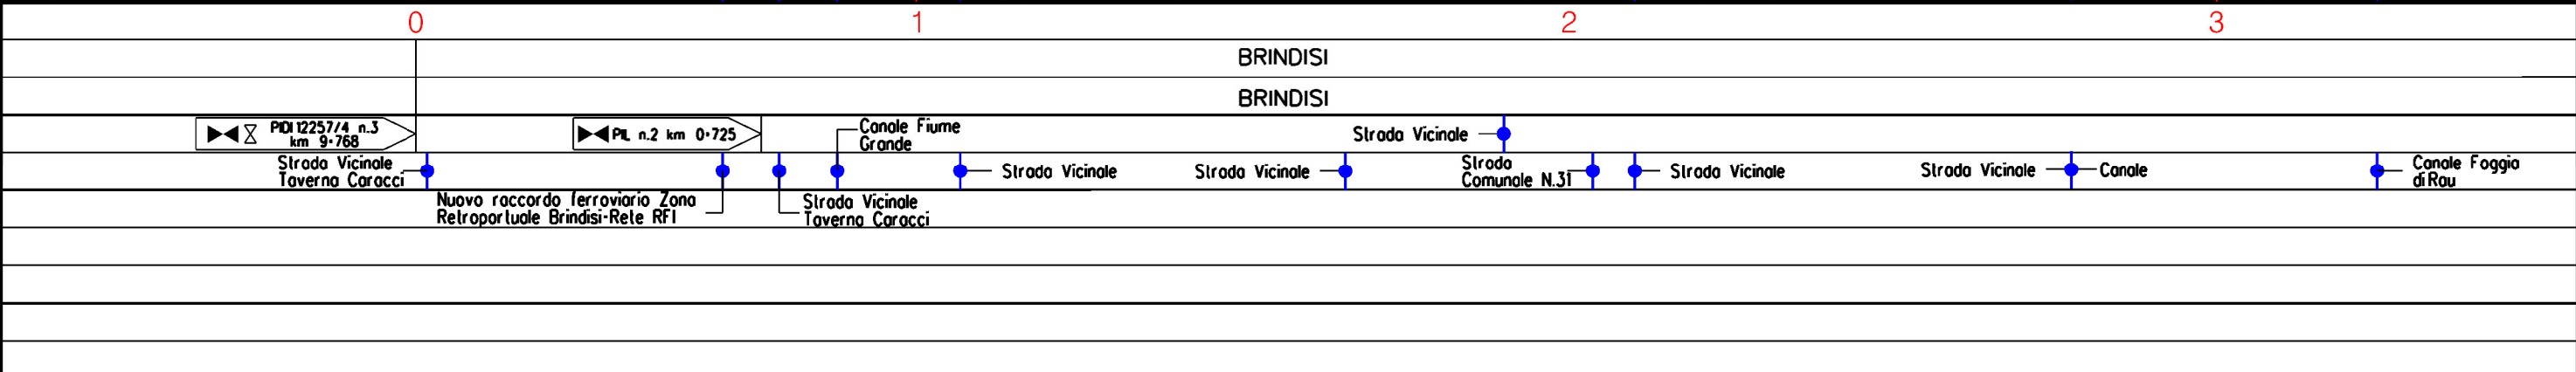 0 1 2 3
BRINDISI
BRINDISI
PIDI 12257/4 n.3
km 9+768
PIL n.2 km 0+725
Canale Fiume
Grande
Strada Vicinale
Strada Vicinale
Taverna Caracci
Strada Vicinale
Strada Vicinale
Strada
Comunale N.31
Strada Vicinale
Strada Vicinale
Canale
Canale Foggia
di Rau
Nuovo raccordo ferroviario Zona
Retroportuale Brindisi-Rete RFI
Strada Vicinale
Taverna Caracci